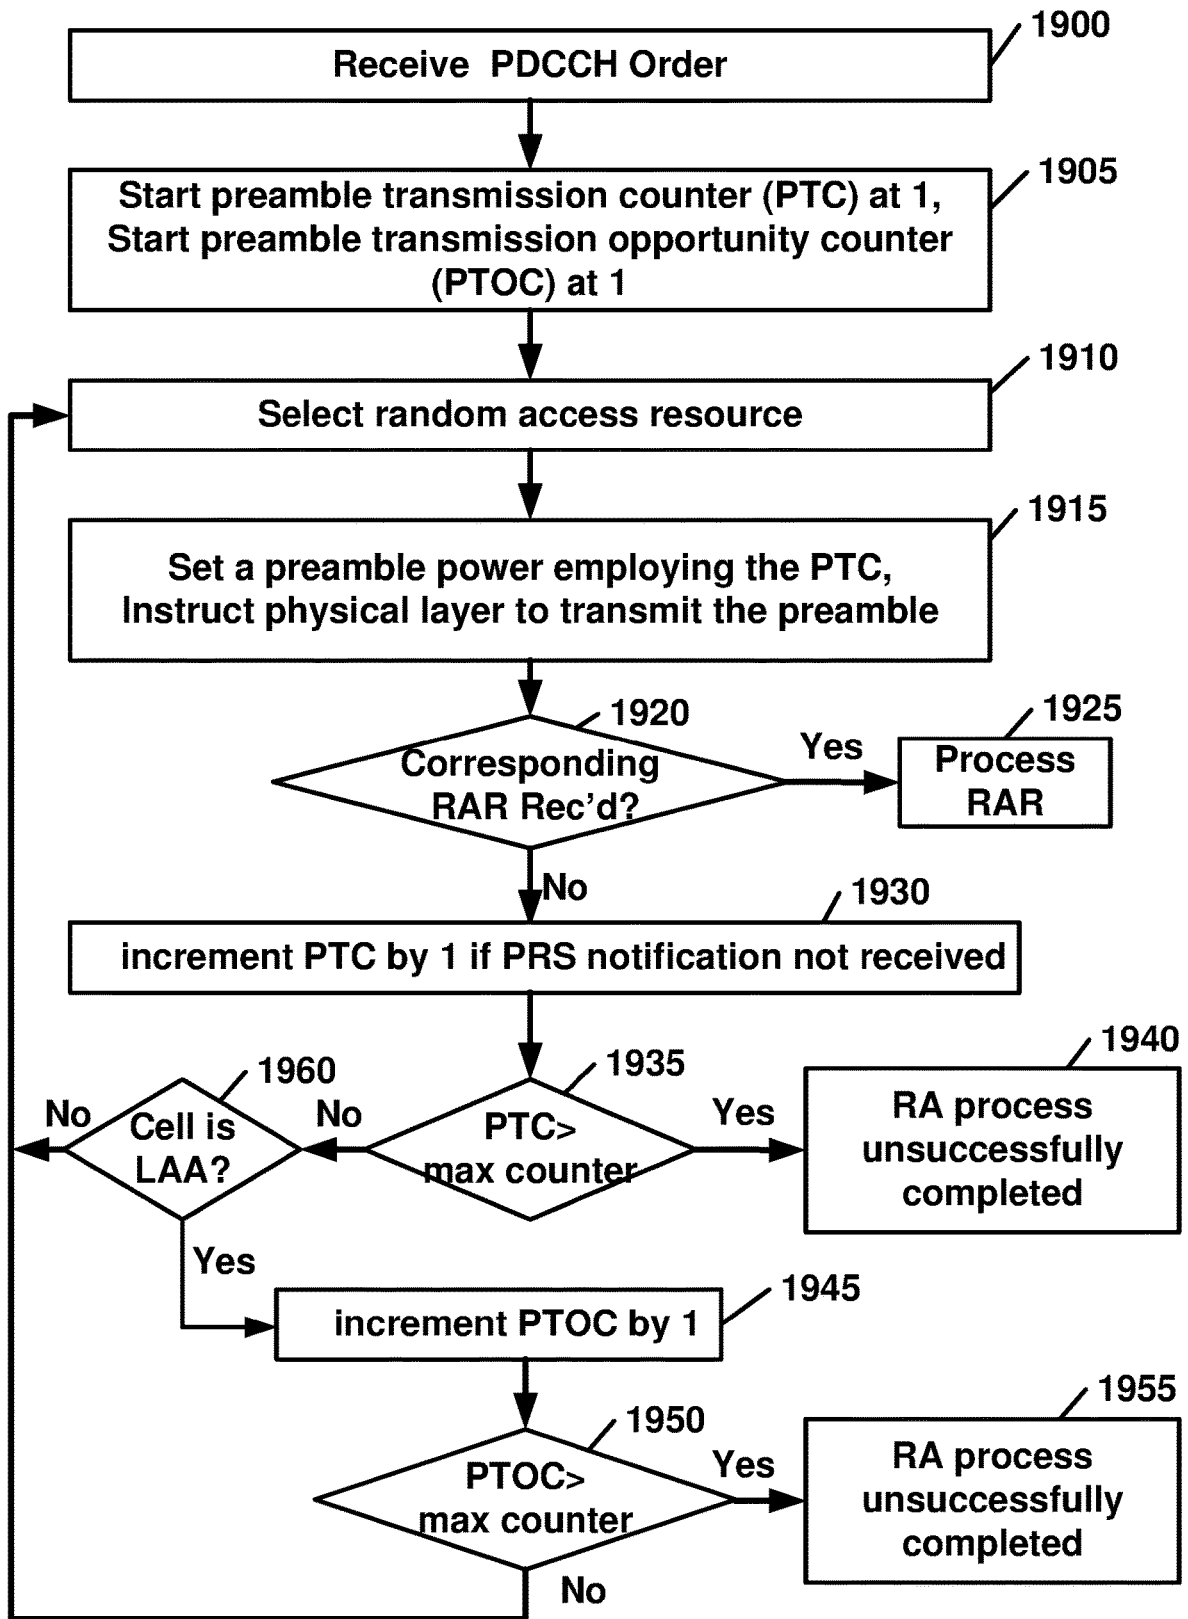 1900
Receive PDCCH Order
1905
Start preamble transmission counter (PTC) at 1,
Start preamble transmission opportunity counter
(PTOC) at 1
1910
Select random access resource
1915
Set a preamble power employing the PTC,
Instruct physical layer to transmit the preamble
1920
Corresponding
RAR Rec'd?
Yes
1925
Process
RAR
No
1930
increment PTC by 1 if PRS notification not received
1935
PTC>
max counter
Yes
1940
RA process
unsuccessfully
completed
No
1960
Cell is
LAA?
No
Yes
1945
increment PTOC by 1
1950
PTOC>
max counter
Yes
1955
RA process
unsuccessfully
completed
No